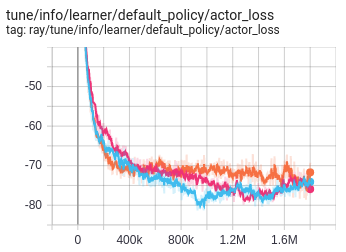 tune/info/learner/default_policy/actor_loss
tag: ray/tune/info/learner/default_policy/actor_loss
-50
-60
-70
-80
0 400k 800k 1.2M 1.6M